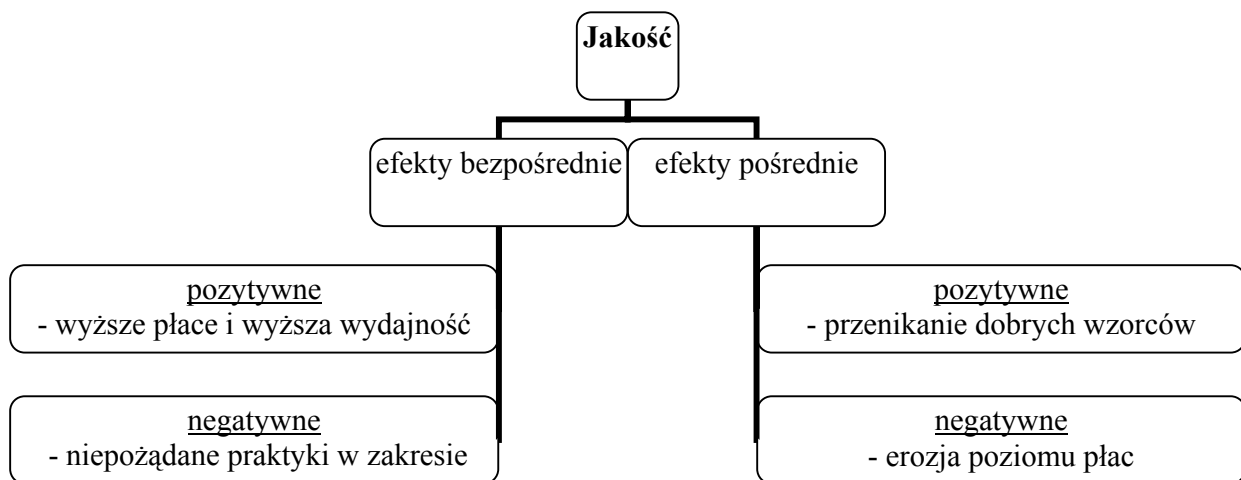 Jakość
efekty bezpośrednie
efekty pośrednie
pozytywne
- wyższe płace i wyższa wydajność
pozytywne
- przenikanie dobrych wzorców
negatywne
- niepożądane praktyki w zakresie
negatywne
- erozja poziomu płac